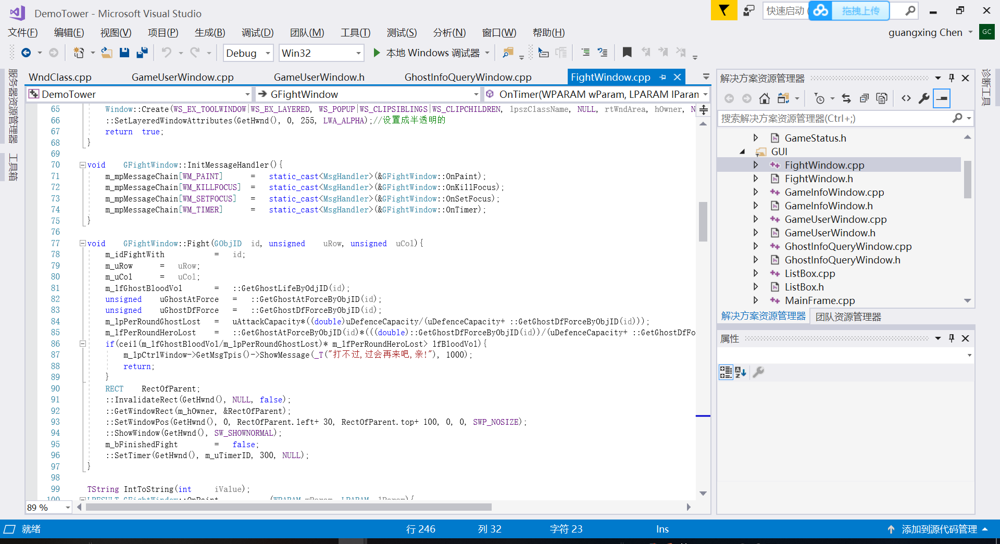 DemoTower - Microsoft Visual Studio
快速启动 (
拖拽上传
文件(F) 编辑(E) 视图(V) 项目(P) 生成(B) 调试(D) 团队(M) 工具(T) 测试(S) 分析(N) 窗口(W) 帮助(H)
guangxing Chen
GC
Debug Win32 本地 Windows 调试器
服务器资源管理器
工具箱
WndClass.cpp GameUserWindow.cpp GameUserWindow.h GhostInfoQueryWindow.cpp FightWindow.cpp
DemoTower GFightWindow OnTimer(WPARAM wParam, LPARAM lParan
65 Window::Create(WS_EX_TOOLWINDOW|WS_EX_LAYERED, WS_POPUP|WS_CLIPSIBLINGS|WS_CLIPCHILDREN, lpszClassName, NULL, rtWndArea, hOwner, N
66 ::SetLayeredWindowAttributes(GetHwnd(), 0, 255, LWA_ALPHA);//设置成半透明的
67 return true;
68 }
69
70 void GFightWindow::InitMessageHandler(){
71 m_mpMessageChain[WM_PAINT] = static_cast<MsgHandler>(&GFightWindow::OnPaint);
72 m_mpMessageChain[WM_KILLFOCUS] = static_cast<MsgHandler>(&GFightWindow::OnKillFocus);
73 m_mpMessageChain[WM_SETFOCUS] = static_cast<MsgHandler>(&GFightWindow::OnSetFocus);
74 m_mpMessageChain[WM_TIMER] = static_cast<MsgHandler>(&GFightWindow::OnTimer);
75 }
76
77 void GFightWindow::Fight(GObjID id, unsigned uRow, unsigned uCol){
78 m_idFightWith = id;
79 m_uRow = uRow;
80 m_uCol = uCol;
81 m_lfGhostBloodVol = ::GetGhostLifeByOdjID(id);
82 unsigned uGhostAtForce = ::GetGhostAtForceByObjID(id);
83 unsigned uGhostDfForce = ::GetGhostDfForceByObjID(id);
84 m_lpPerRoundGhostLost = uAttackCapacity*((double)uDefenceCapacity/(uDefenceCapacity+ ::GetGhostDfForceByObjID(id)));
85 m_lfPerRoundHeroLost = ::GetGhostAtForceByObjID(id)*(((double)::GetGhostDfForceByObjID(id))/(uDefenceCapacity+ ::GetGhostDfFo
86 if(ceil(m_lfGhostBloodVol/m_lpPerRoundGhostLost)* m_lfPerRoundHeroLost> lfBloodVol){
87 m_lpCtrlWindow->GetMsgTpis()->ShowMessage(_T("打不过,过会再来吧,亲!"), 1000);
88 return;
89 }
90 RECT RectOfParent;
91 ::InvalidateRect(GetHwnd(), NULL, false);
92 ::GetWindowRect(m_hOwner, &RectOfParent);
93 ::SetWindowPos(GetHwnd(), 0, RectOfParent.left+ 30, RectOfParent.top+ 100, 0, 0, SWP_NOSIZE);
94 ::ShowWindow(GetHwnd(), SW_SHOWNORMAL);
95 m_bFinishedFight = false;
96 ::SetTimer(GetHwnd(), m_uTimerID, 300, NULL);
97 }
98
99 TString IntToString(int iValue);
100 LRESULT GFightWindow::OnPaint (WPARAM wParam, LPARAM lParam){
89 %
解决方案资源管理器
搜索解决方案资源管理器(Ctrl+;)
GameStatus.h
GUI
FightWindow.cpp
FightWindow.h
GameInfoWindow.cpp
GameInfoWindow.h
GameUserWindow.cpp
GameUserWindow.h
GhostInfoQueryWindow.cpp
GhostInfoQueryWindow.h
ListBox.cpp
ListBox.h
MainFrame.cpp
解决方案资源管理器 团队资源管理器
属性
诊断工具
就绪 行 246 列 32 字符 23 Ins 添加到源代码管理